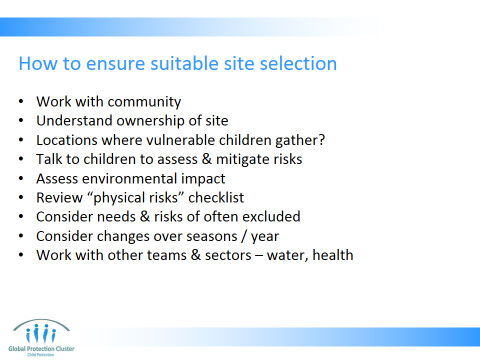 How to ensure suitable site selection
• Work with community
• Understand ownership of site
• Locations where vulnerable children gather?
• Talk to children to assess & mitigate risks
• Assess environmental impact
• Review “physical risks” checklist
• Consider needs & risks of often excluded
• Consider changes over seasons / year
• Work with other teams & sectors – water, health
Global Protection Cluster
Child Protection